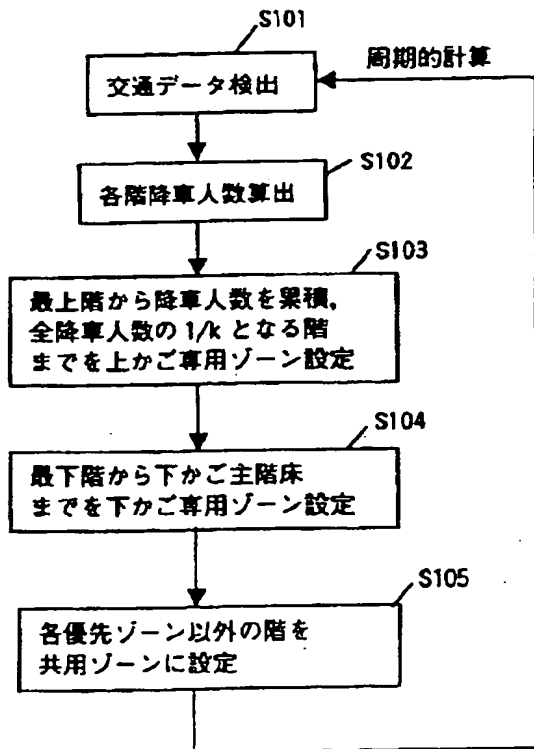 S101
周期的計算
交通データ検出
S102
各階降車人数算出
S103
最上階から降車人数を累積,
全降車人数の 1/k となる階
までを上かご専用ゾーン設定
S104
最下階から下かご主階床
までを下かご専用ゾーン設定
S105
各優先ゾーン以外の階を
共用ゾーンに設定